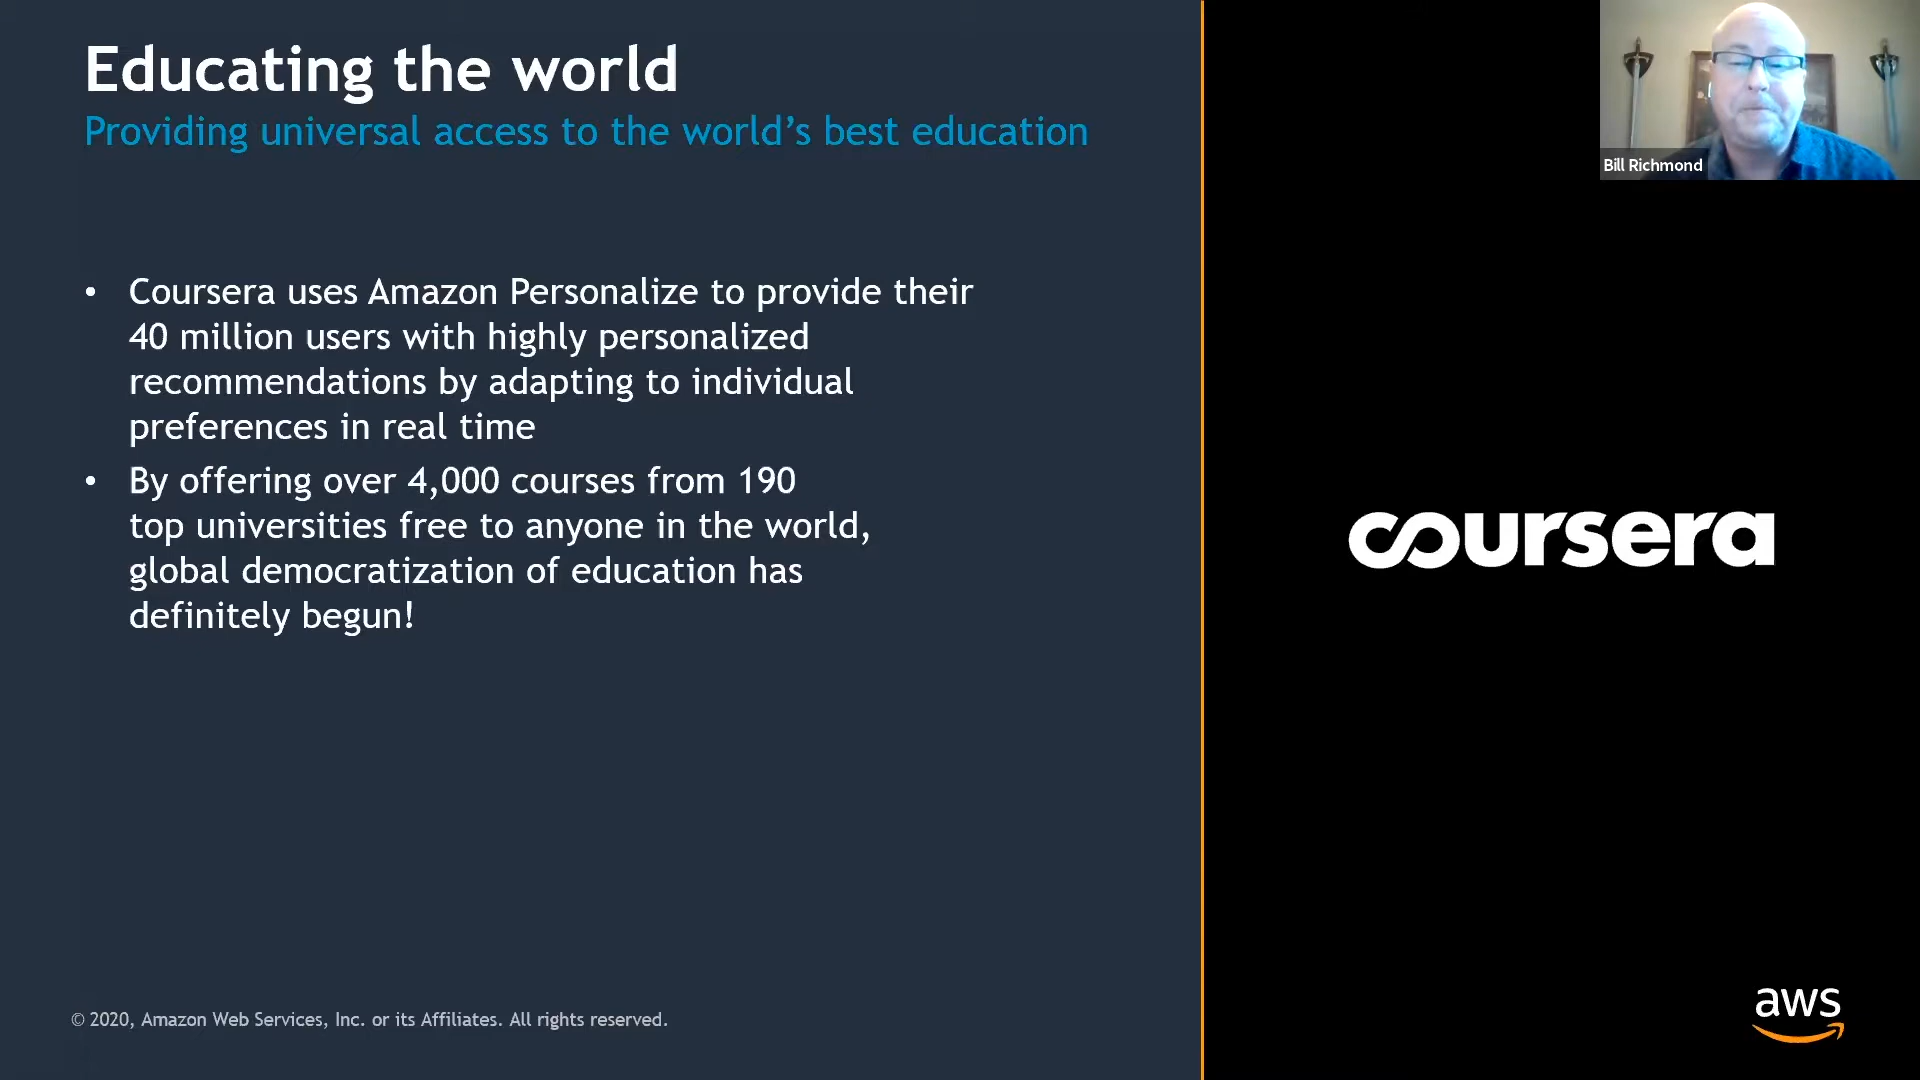 Educating the world
Providing universal access to the world’s best education
• Coursera uses Amazon Personalize to provide their
40 million users with highly personalized
recommendations by adapting to individual
preferences in real time
• By offering over 4,000 courses from 190
top universities free to anyone in the world,
global democratization of education has
definitely begun!
Bill Richmond
coursera
© 2020, Amazon Web Services, Inc. or its Affiliates. All rights reserved.
aws